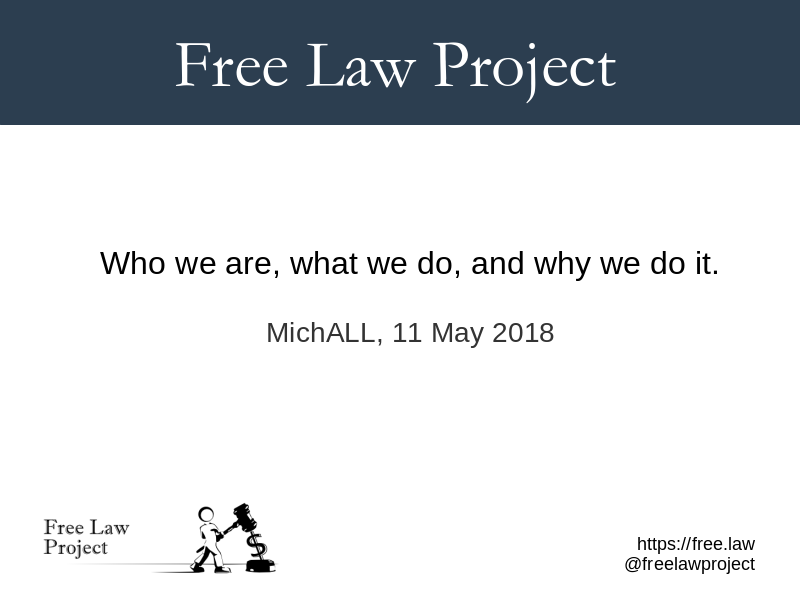 Free Law Project
Who we are, what we do, and why we do it.
MichALL, 11 May 2018
Free Law
Project
$
https://free.law
@freelawproject